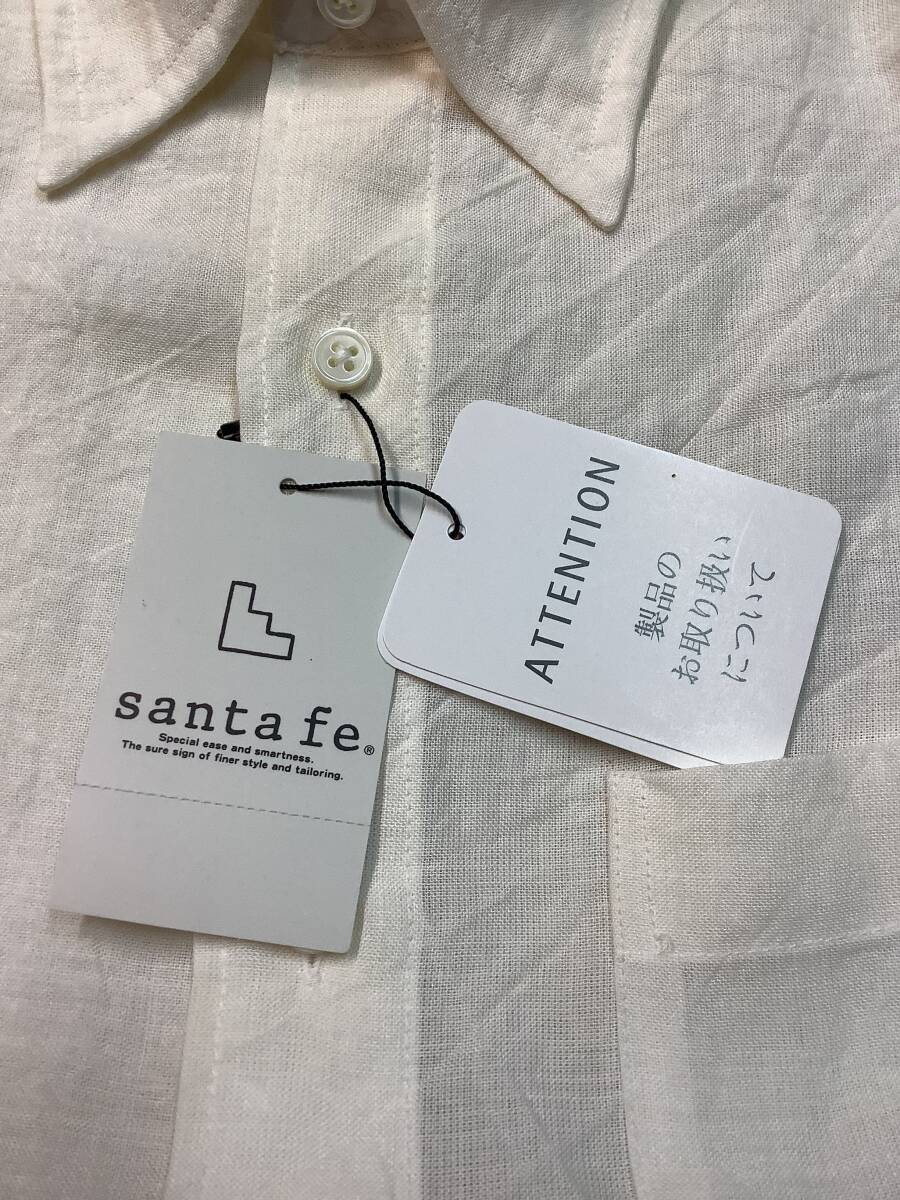 santa fe®
Special ease and smartness.
The sure sign of finer style and tailoring.
ATTENTION
製品の
お取り扱い
について